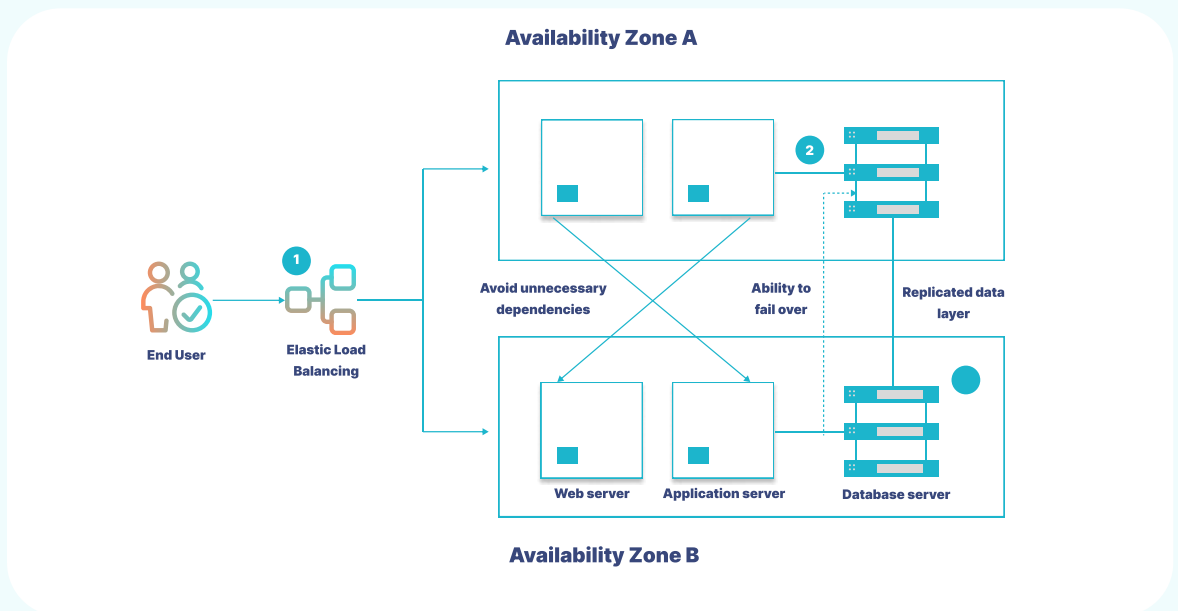 Availability Zone A
2
1
Avoid unnecessary
dependencies
Ability to
fail over
Replicated data
layer
End User
Elastic Load
Balancing
Web server
Application server
Database server
Availability Zone B